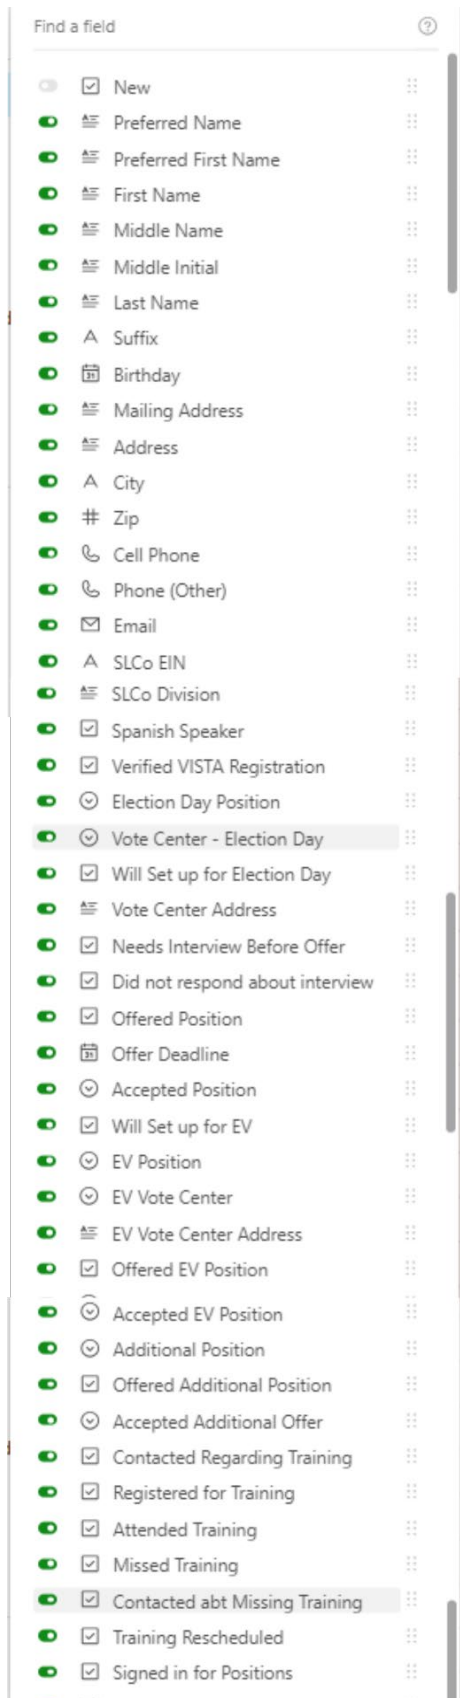 Find a field
New
Preferred Name
Preferred First Name
First Name
Middle Name
Middle Initial
Last Name
Suffix
Birthday
Mailing Address
Address
City
Zip
Cell Phone
Phone (Other)
Email
SLCo EIN
SLCo Division
Spanish Speaker
Verified VISTA Registration
Election Day Position
Vote Center - Election Day
Will Set up for Election Day
Vote Center Address
Needs Interview Before Offer
Did not respond about interview
Offered Position
Offer Deadline
Accepted Position
Will Set up for EV
EV Position
EV Vote Center
EV Vote Center Address
Offered EV Position
Accepted EV Position
Additional Position
Offered Additional Position
Accepted Additional Offer
Contacted Regarding Training
Registered for Training
Attended Training
Missed Training
Contacted abt Missing Training
Training Rescheduled
Signed in for Positions